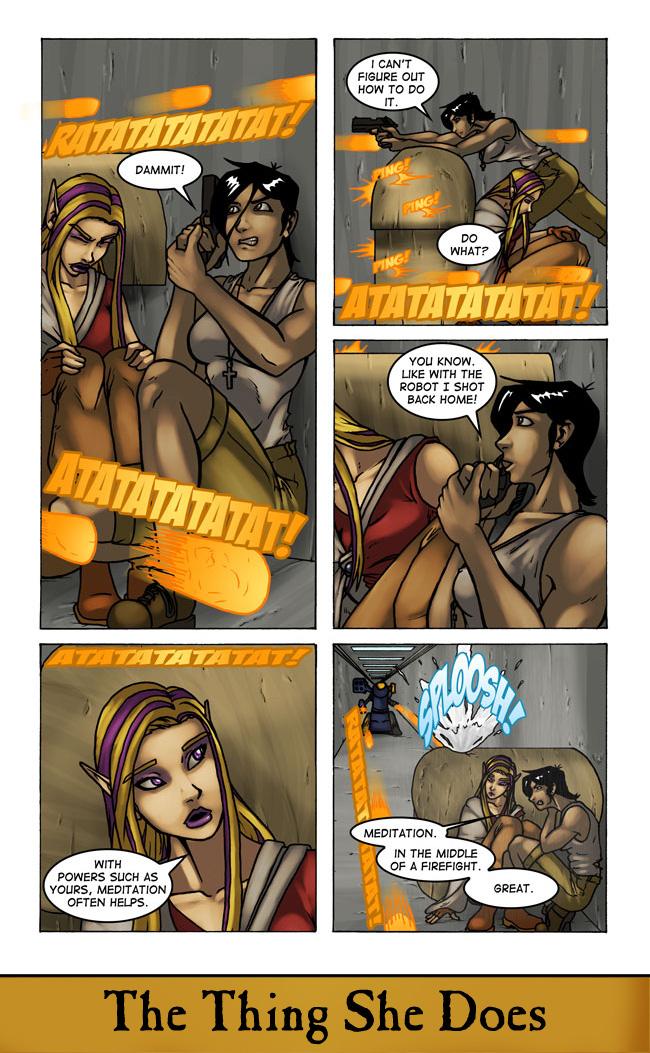 RATATATATATAT!
DAMMIT!
ATATATATATAT!
I CAN'T
FIGURE OUT
HOW TO DO
IT.
PING!
PING!
PING!
DO
WHAT?
ATATATATATAT!
YOU KNOW.
LIKE WITH THE
ROBOT I SHOT
BACK HOME!
ATATATATATAT!
WITH
POWERS SUCH AS
YOURS, MEDITATION
OFTEN HELPS.
SPLOOSH!
MEDITATION.
IN THE MIDDLE
OF A FIREFIGHT.
GREAT.
The Thing She Does